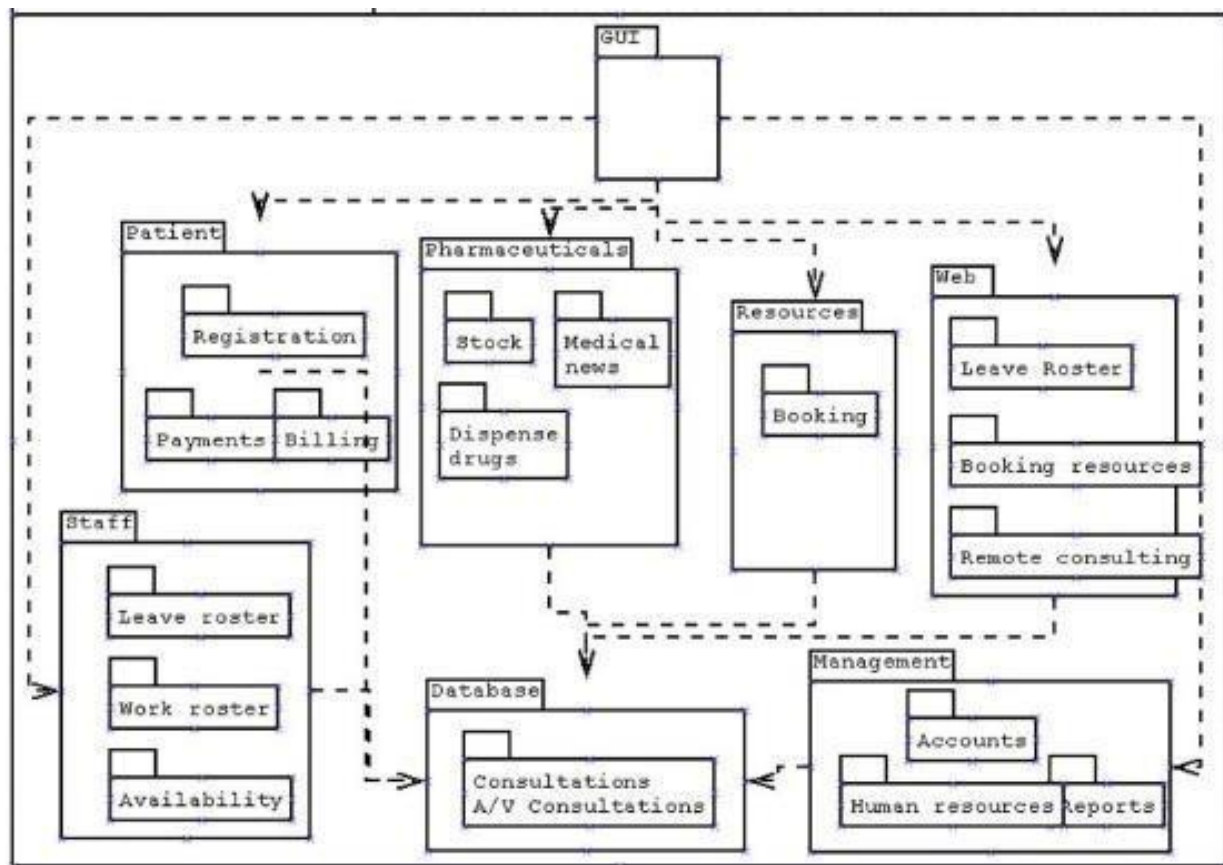 GUI
Patient
Registration
Payments
Billing
Pharmaceuticals
Stock
Medical
news
Dispense
drugs
Resources
Booking
Web
Leave Roster
Booking resources
Remote consulting
Staff
Leave roster
Work roster
Availability
Database
Consultations
A/V Consultations
Management
Accounts
Human resources
Reports